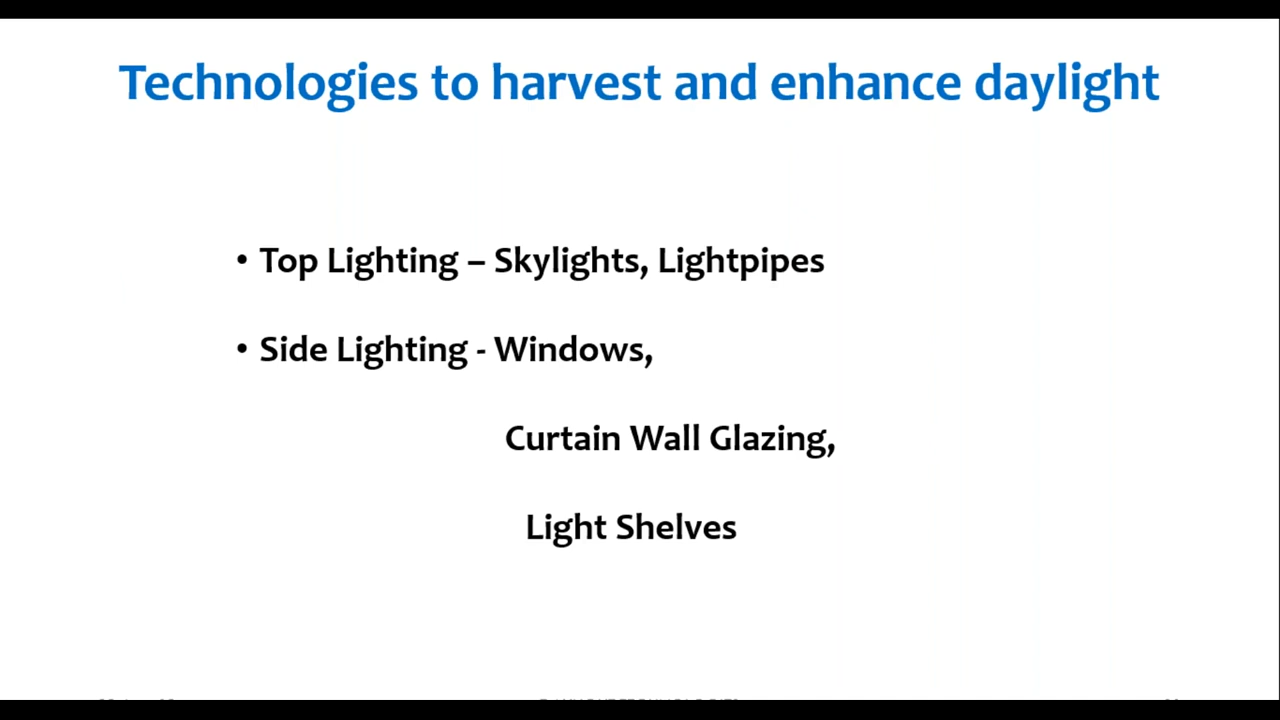 Technologies to harvest and enhance daylight
• Top Lighting – Skylights, Lightpipes
• Side Lighting - Windows,
Curtain Wall Glazing,
Light Shelves